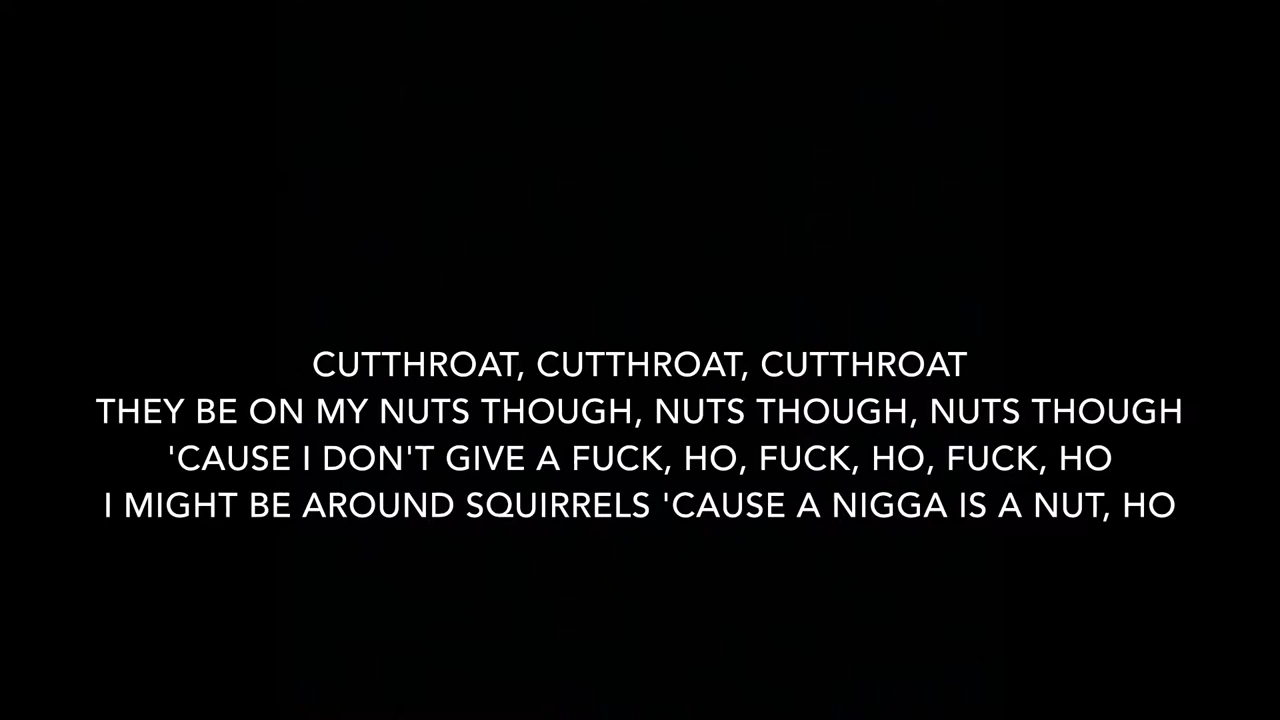 CUTTHROAT, CUTTHROAT, CUTTHROAT
THEY BE ON MY NUTS THOUGH, NUTS THOUGH, NUTS THOUGH
'CAUSE I DON'T GIVE A FUCK, HO, FUCK, HO, FUCK, HO
I MIGHT BE AROUND SQUIRRELS 'CAUSE A NIGGA IS A NUT, HO